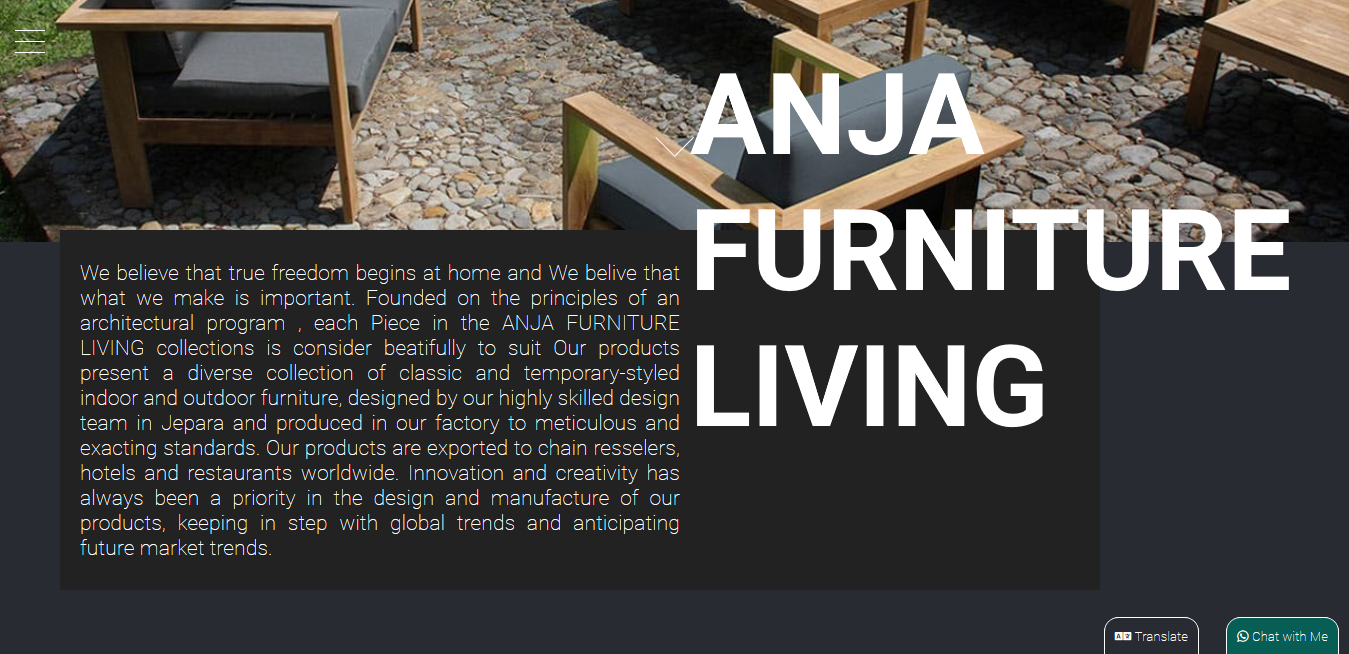 ANJA
FURNITURE
LIVING
We believe that true freedom begins at home and We belive that
what we make is important. Founded on the principles of an
architectural program , each Piece in the ANJA FURNITURE
LIVING collections is consider beatifully to suit Our products
present a diverse collection of classic and temporary-styled
indoor and outdoor furniture, designed by our highly skilled design
team in Jepara and produced in our factory to meticulous and
exacting standards. Our products are exported to chain resselers,
hotels and restaurants worldwide. Innovation and creativity has
always been a priority in the design and manufacture of our
products, keeping in step with global trends and anticipating
future market trends.
Translate
Chat with Me